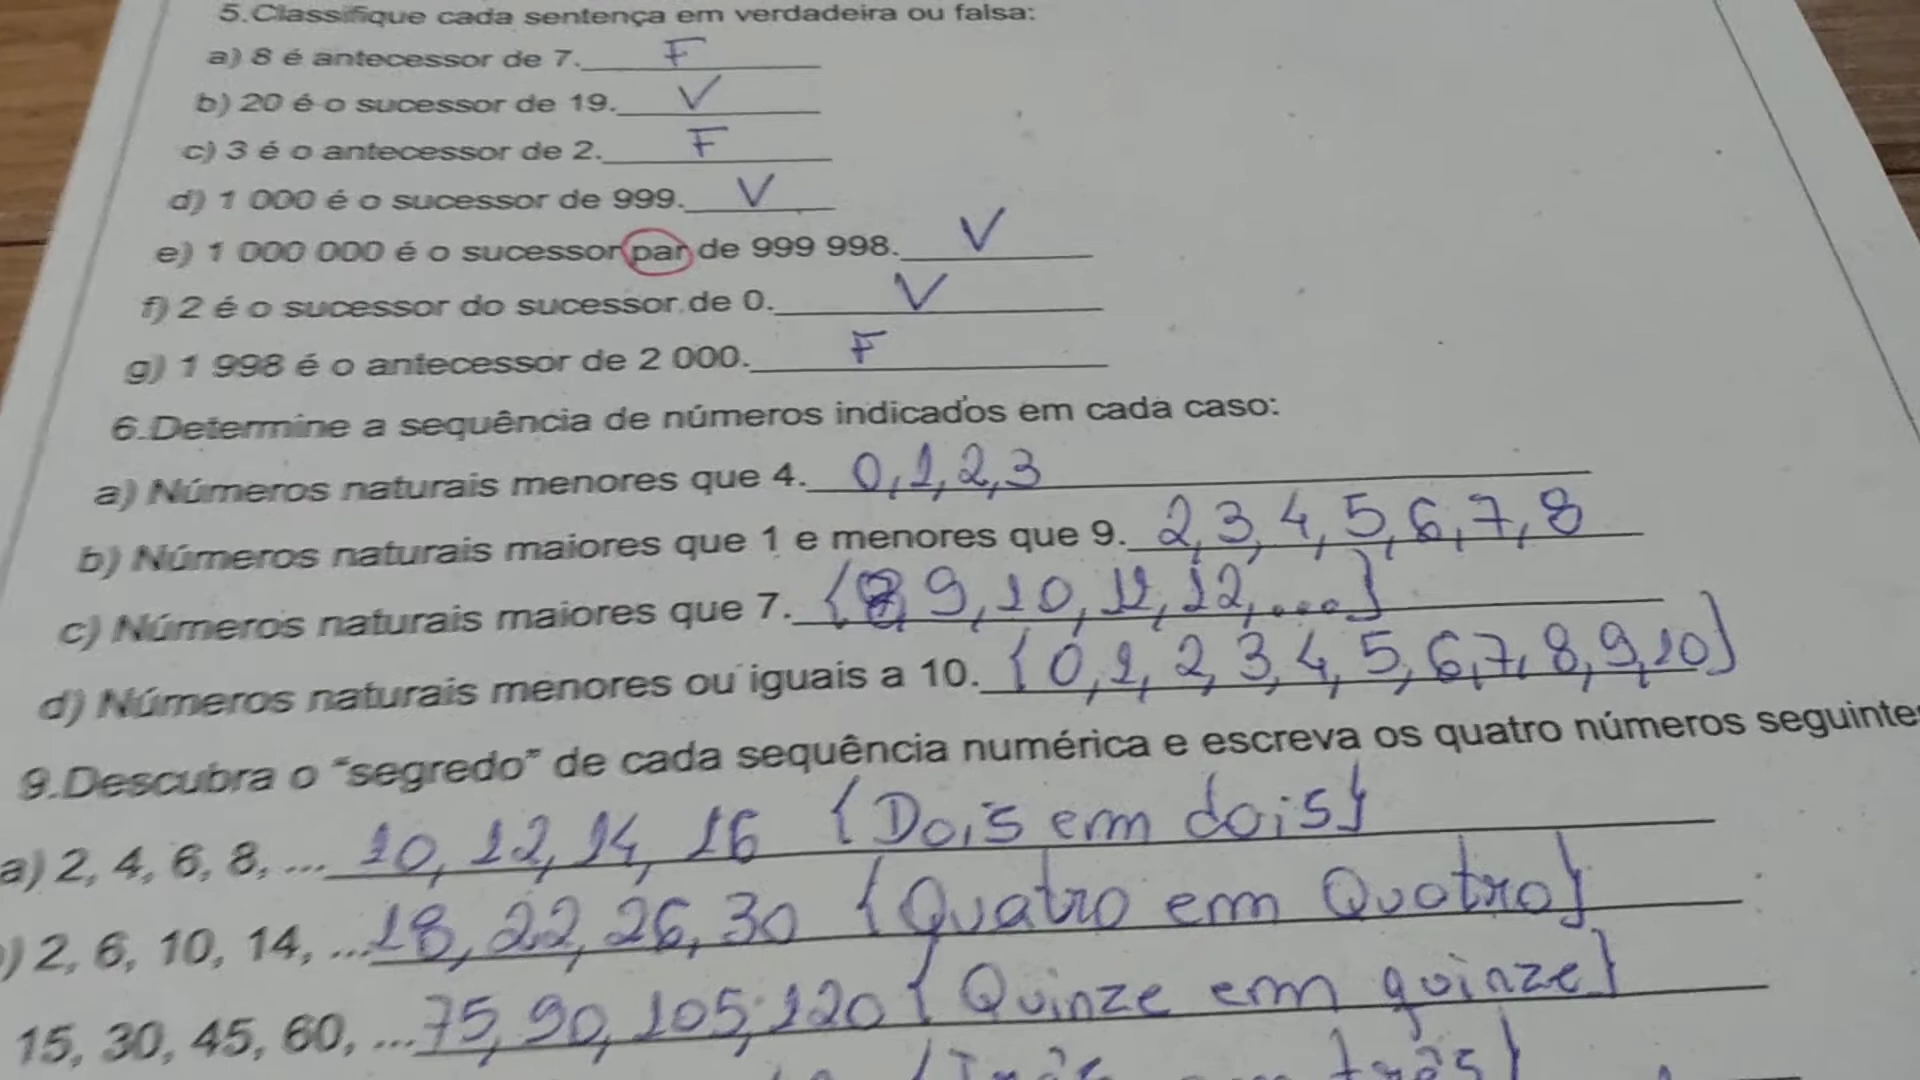 5.Classifique cada sentença em verdadeira ou falsa:
a) 8 é antecessor de 7. F
b) 20 é o sucessor de 19. V
c) 3 é o antecessor de 2. F
d) 1 000 é o sucessor de 999. V
e) 1 000 000 é o sucessor par de 999 998. V
f) 2 é o sucessor do sucessor de 0. V
g) 1 998 é o antecessor de 2 000. F
6.Determine a sequência de números indicados em cada caso:
a) Números naturais menores que 4. 0, 1, 2, 3
b) Números naturais maiores que 1 e menores que 9. 2, 3, 4, 5, 6, 7, 8
c) Números naturais maiores que 7. {8, 9, 10, 11, 12, ...}
d) Números naturais menores ou iguais a 10. {0, 1, 2, 3, 4, 5, 6, 7, 8, 9, 10}
9.Descubra o "segredo" de cada sequência numérica e escreva os quatro números seguintes
a) 2, 4, 6, 8, ... 10, 12, 14, 16 {Dois em dois}
) 2, 6, 10, 14, ... 18, 22, 26, 30 {Quatro em Quatro}
15, 30, 45, 60, ... 75, 90, 105, 120 {Quinze em quinze}